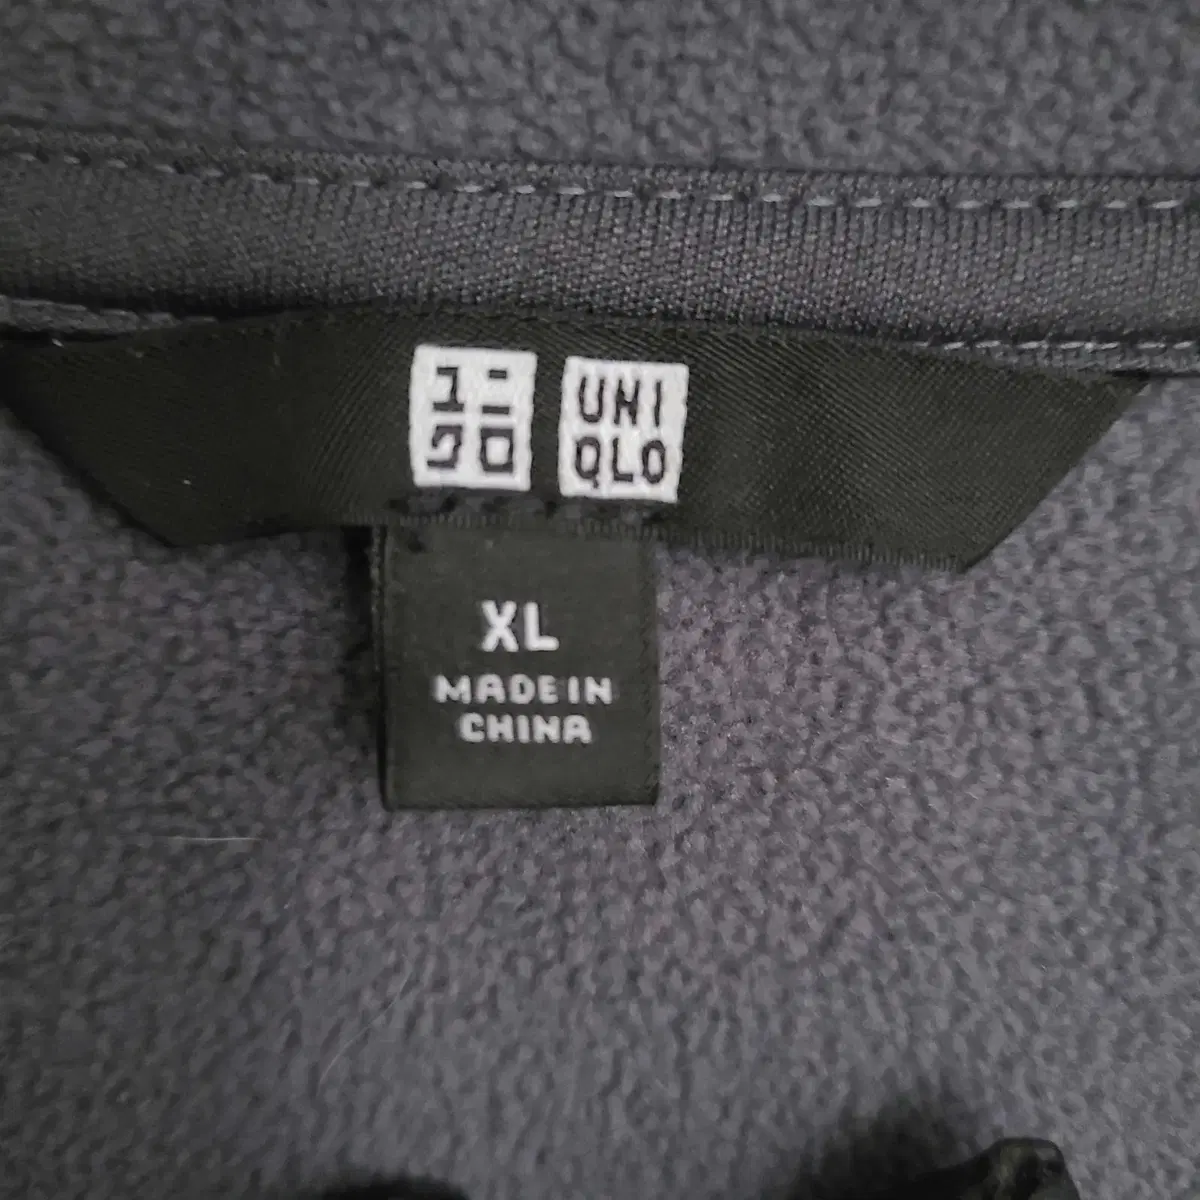 ユニ
クロ
UNI
QLO
XL
MADE IN
CHINA